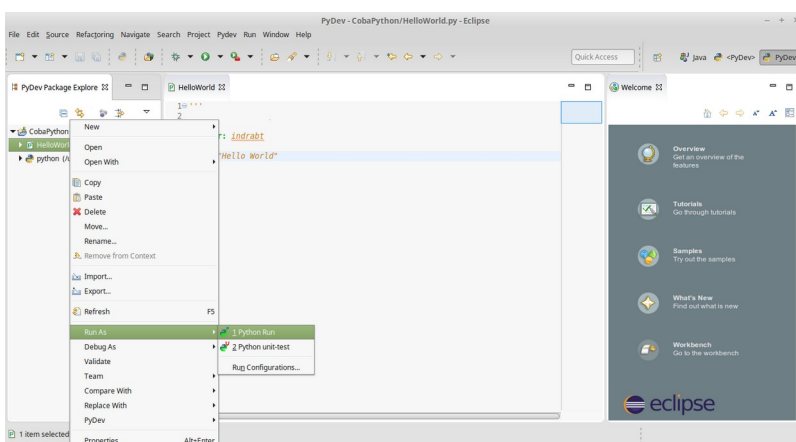 PyDev - CobaPython/HelloWorld.py - Eclipse
File Edit Source Refactoring Navigate Search Project Pydev Run Window Help
Quick Access
Java
<PyDev>
PyDev
PyDev Package Explore
HelloWorld
Welcome
1
2
CobaPython
HelloWorl
python (/u
r: indrabt
"Hello World"
New
Open
Open With
Copy
Paste
Delete
Move...
Rename...
Remove from Context
Import...
Export...
Refresh F5
Run As
1 Python Run
Debug As
2 Python unit-test
Validate
Run Configurations...
Team
Compare With
Replace With
PyDev
Properties Alt+Enter
Overview
Get an overview of the
features
Tutorials
Go through tutorials
Samples
Try out the samples
What's New
Find out what is new
Workbench
Go to the workbench
eclipse
1 item selected